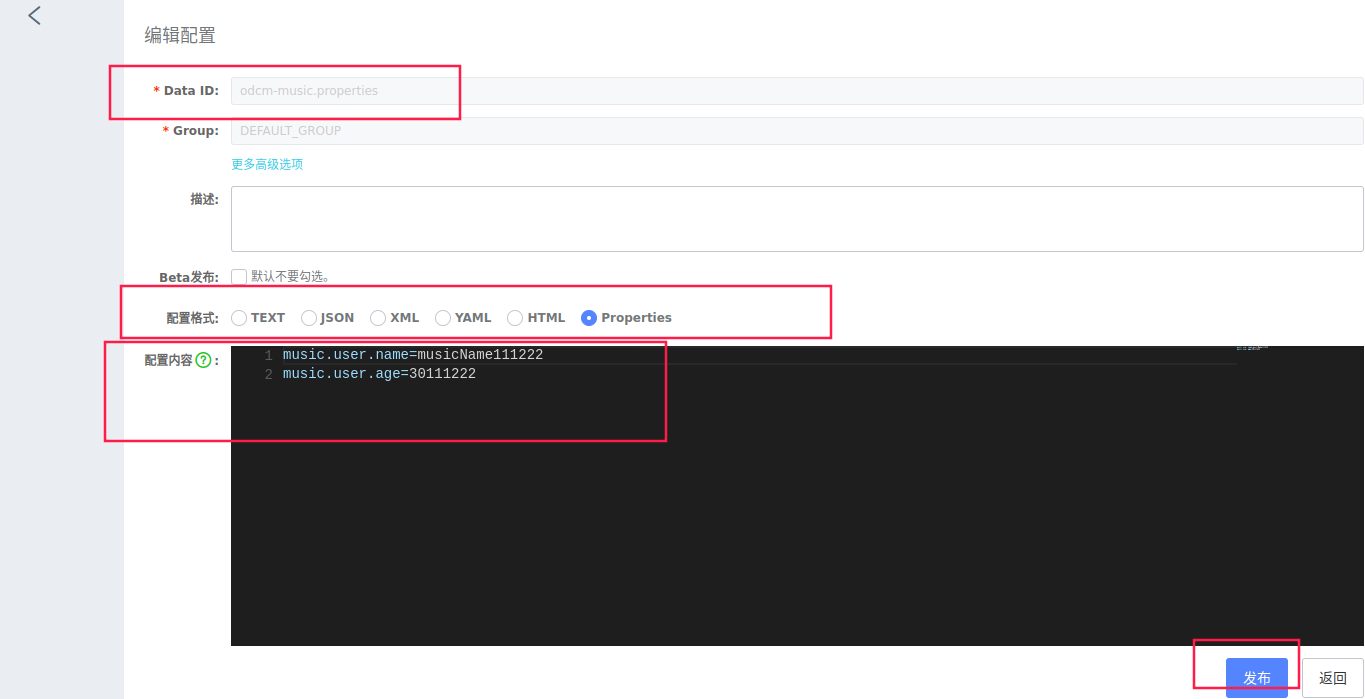 编辑配置
* Data ID: odcm-music.properties
* Group: DEFAULT_GROUP
更多高级选项
描述:
Beta发布: 默认不要勾选。
配置格式: TEXT JSON XML YAML HTML Properties
配置内容 ? : 1 music.user.name=musicName111222
2 music.user.age=30111222
发布 返回